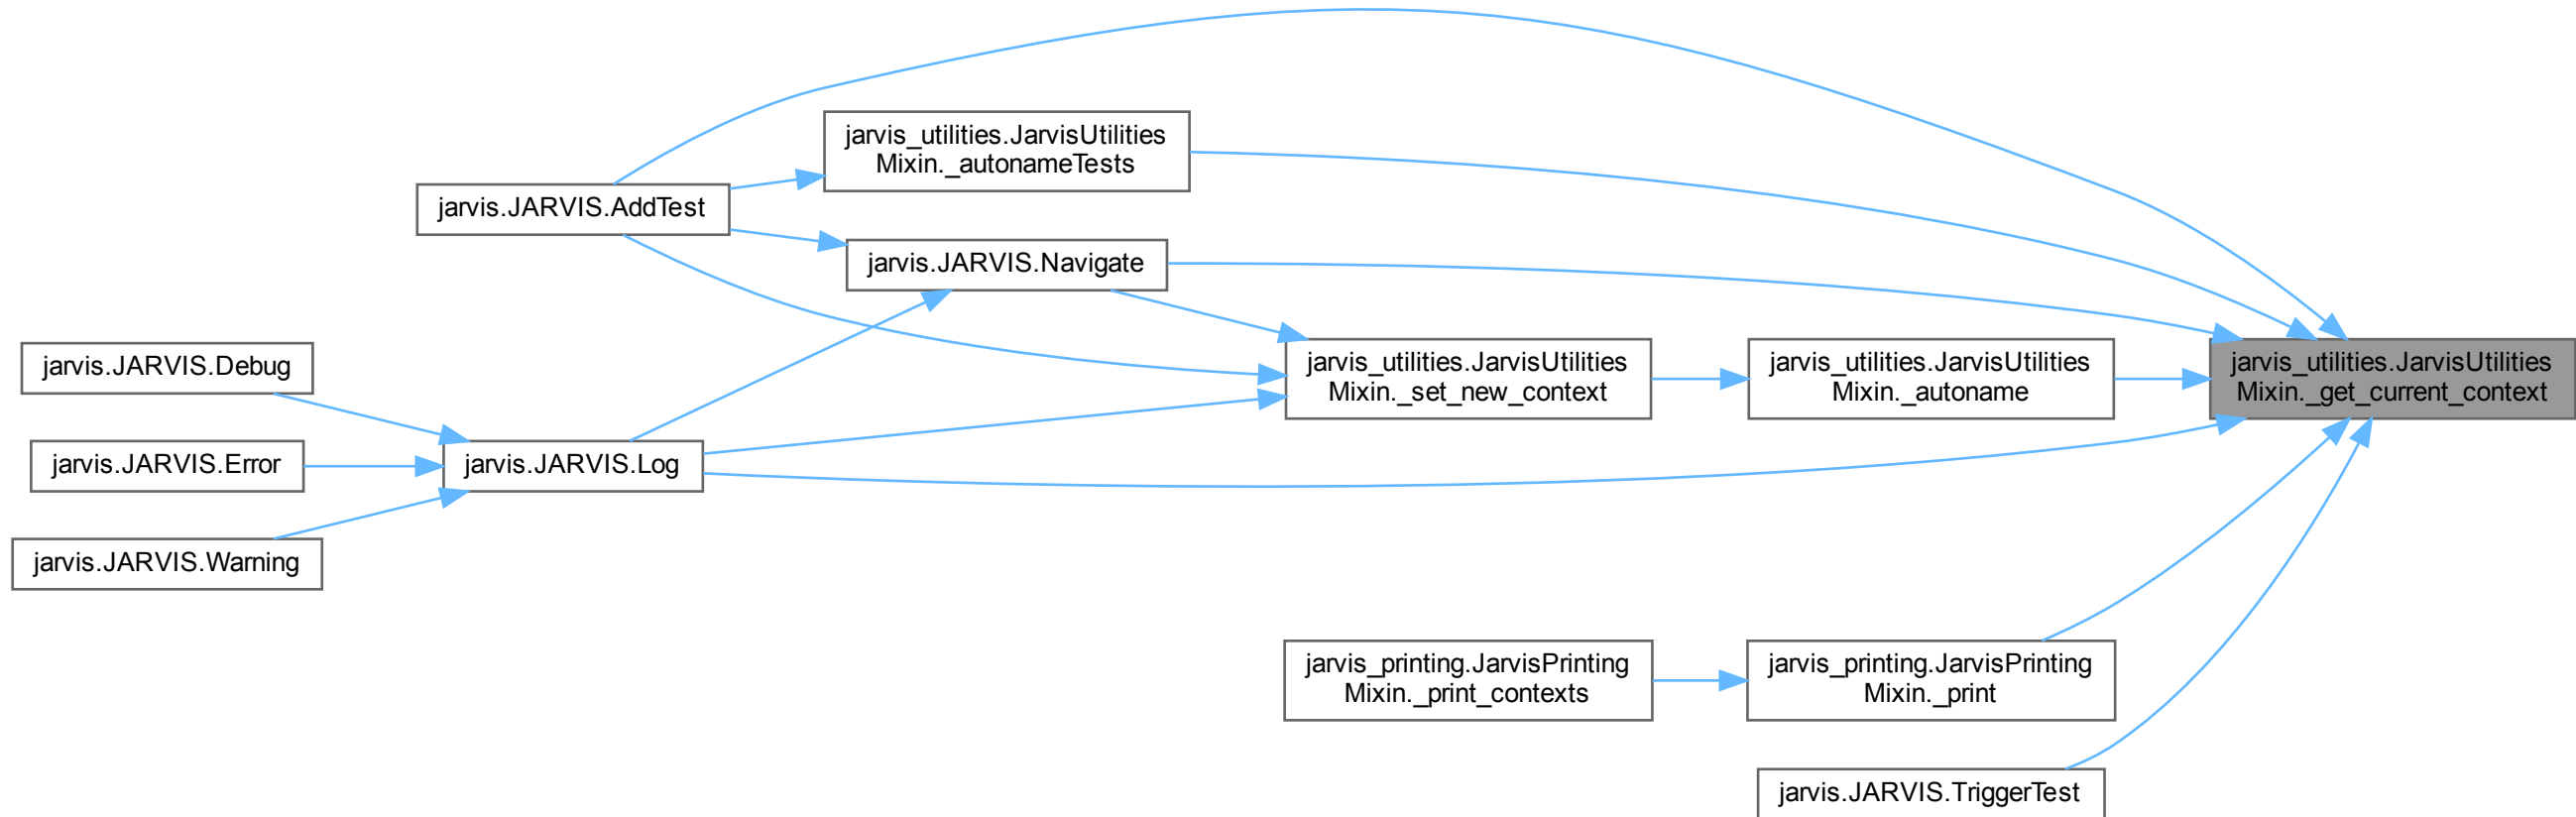 jarvis_utilities.JarvisUtilities
Mixin._autonameTests
jarvis.JARVIS.AddTest
jarvis.JARVIS.Navigate
jarvis.JARVIS.Debug
jarvis_utilities.JarvisUtilities
Mixin._set_new_context
jarvis_utilities.JarvisUtilities
Mixin._autoname
jarvis_utilities.JarvisUtilities
Mixin._get_current_context
jarvis.JARVIS.Error
jarvis.JARVIS.Log
jarvis.JARVIS.Warning
jarvis_printing.JarvisPrinting
Mixin._print_contexts
jarvis_printing.JarvisPrinting
Mixin._print
jarvis.JARVIS.TriggerTest